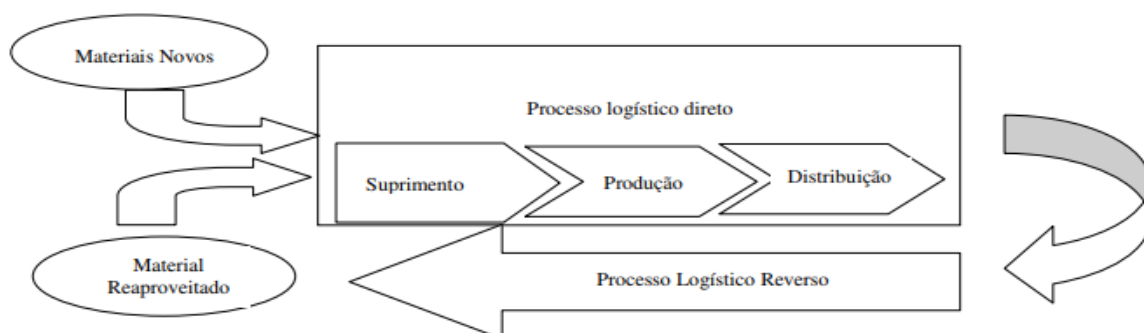 Materiais Novos
Processo logístico direto
Suprimento
Produção
Distribuição
Material
Reaproveitado
Processo Logístico Reverso